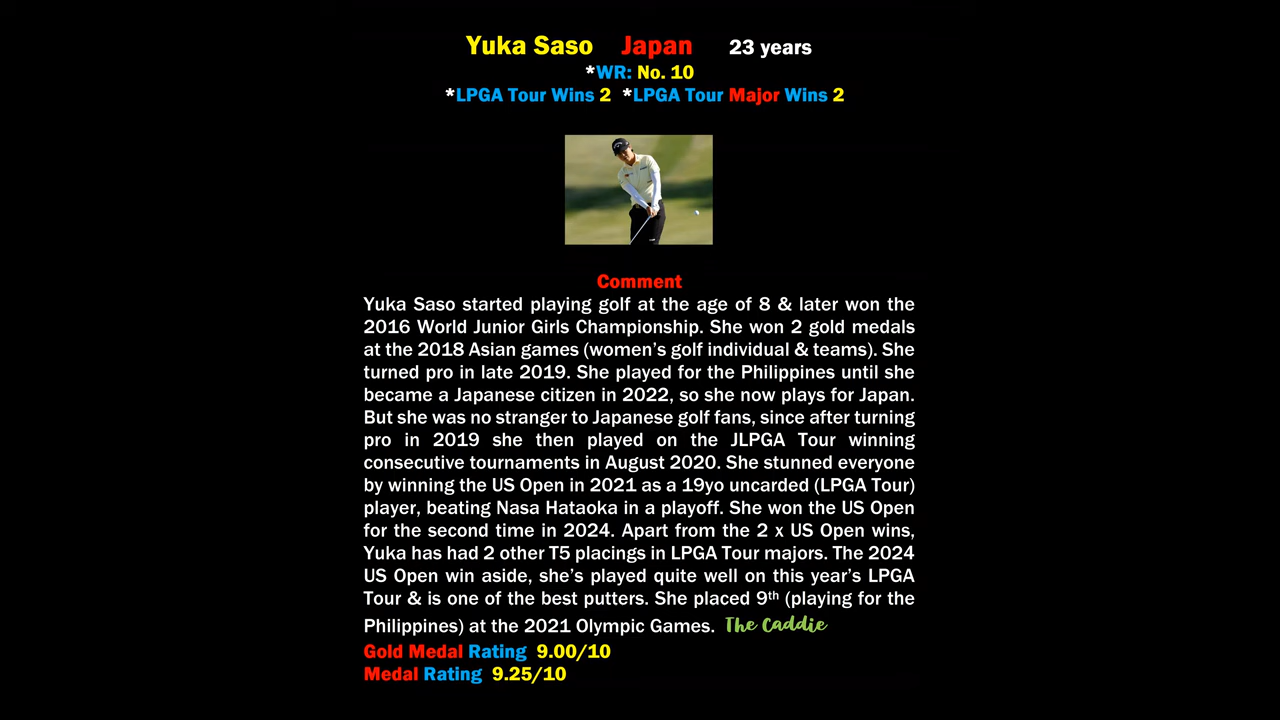 Yuka Saso Japan 23 years
*WR: No. 10
*LPGA Tour Wins 2 *LPGA Tour Major Wins 2
Comment
Yuka Saso started playing golf at the age of 8 & later won the
2016 World Junior Girls Championship. She won 2 gold medals
at the 2018 Asian games (women's golf individual & teams). She
turned pro in late 2019. She played for the Philippines until she
became a Japanese citizen in 2022, so she now plays for Japan.
But she was no stranger to Japanese golf fans, since after turning
pro in 2019 she then played on the JLPGA Tour winning
consecutive tournaments in August 2020. She stunned everyone
by winning the US Open in 2021 as a 19yo uncarded (LPGA Tour)
player, beating Nasa Hataoka in a playoff. She won the US Open
for the second time in 2024. Apart from the 2 x US Open wins,
Yuka has had 2 other T5 placings in LPGA Tour majors. The 2024
US Open win aside, she's played quite well on this year's LPGA
Tour & is one of the best putters. She placed 9th (playing for the
Philippines) at the 2021 Olympic Games. The Caddie
Gold Medal Rating 9.00/10
Medal Rating 9.25/10